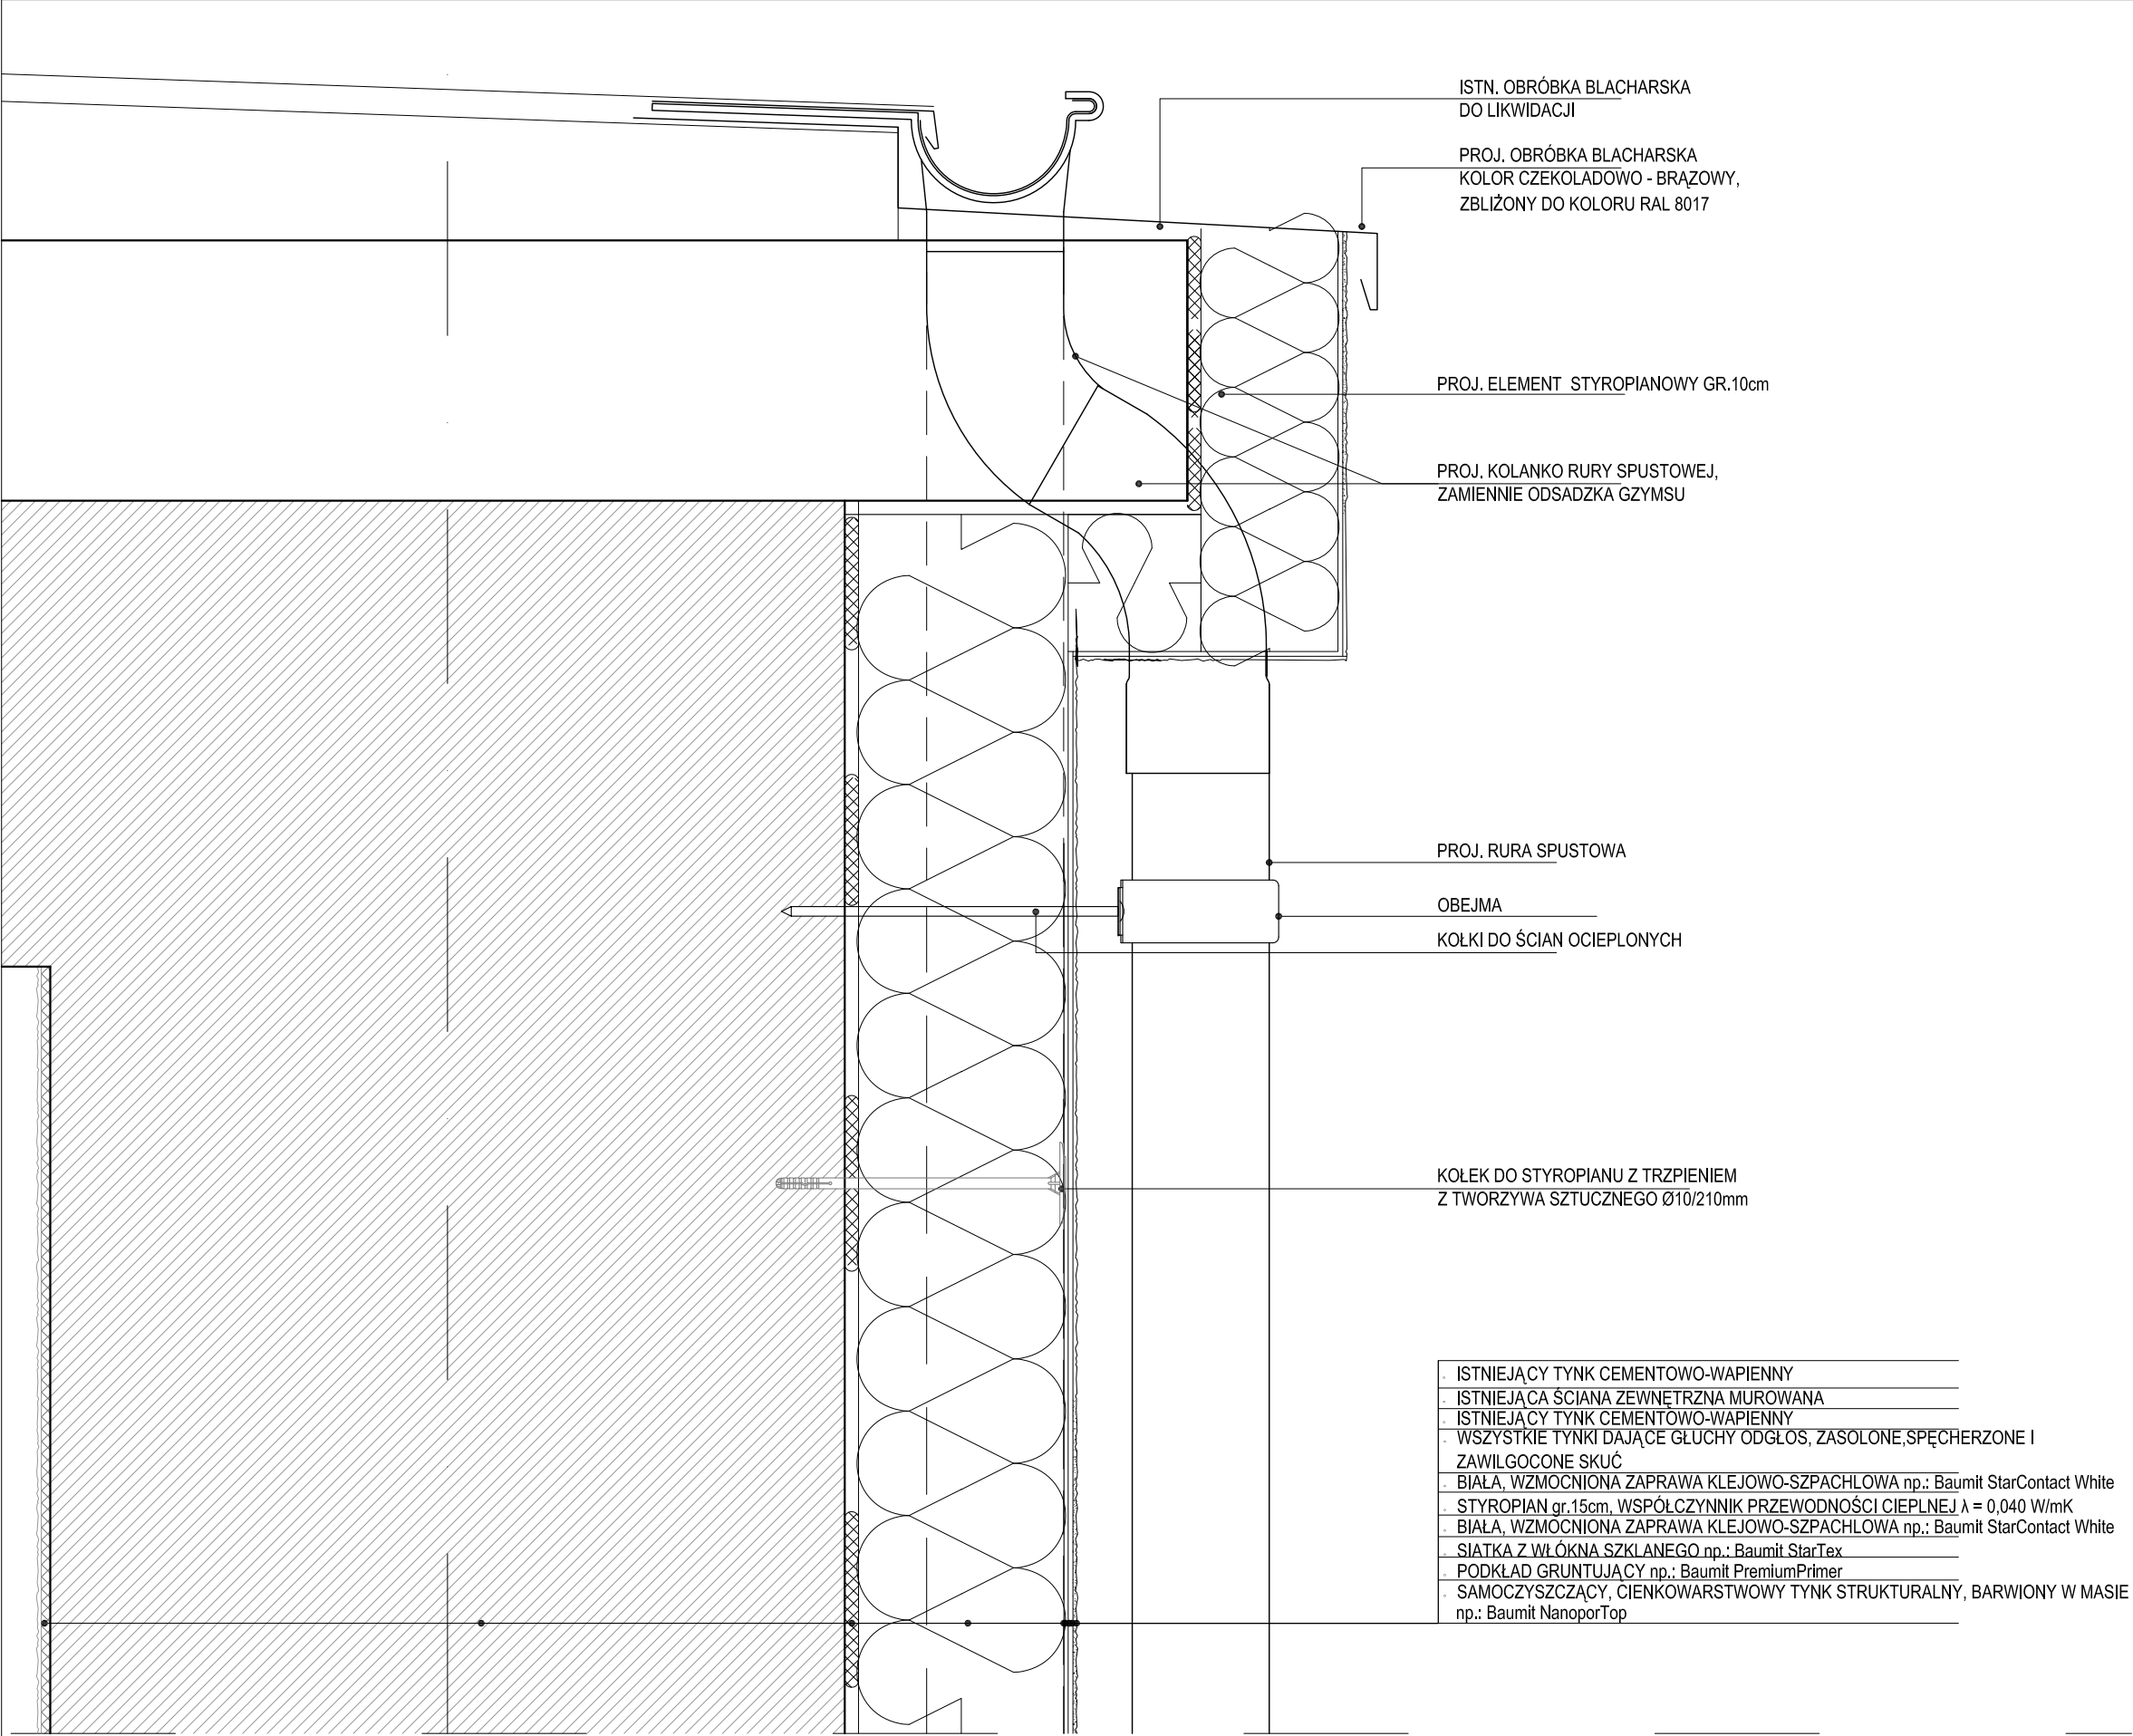 ISTN. OBRÓBKA BLACHARSKA
DO LIKWIDACJI
PROJ. OBRÓBKA BLACHARSKA
KOLOR CZEKOLADOWO - BRĄZOWY,
ZBLIŻONY DO KOLORU RAL 8017
PROJ. ELEMENT STYROPIANOWY GR.10cm
PROJ. KOLANKO RURY SPUSTOWEJ,
ZAMIENNIE ODSADZKA GZYMSU
PROJ. RURA SPUSTOWA
OBEJMA
KOŁKI DO ŚCIAN OCIEPLONYCH
KOŁEK DO STYROPIANU Z TRZPIENIEM
Z TWORZYWA SZTUCZNEGO Ø10/210mm
ISTNIEJĄCY TYNK CEMENTOWO-WAPIENNY
ISTNIEJĄCA ŚCIANA ZEWNĘTRZNA MUROWANA
ISTNIEJĄCY TYNK CEMENTOWO-WAPIENNY
WSZYSTKIE TYNKI DAJĄCE GŁUCHY ODGŁOS, ZASOLONE,SPĘCHERZONE I
ZAWILGOCONE SKUĆ
BIAŁA, WZMOCNIONA ZAPRAWA KLEJOWO-SZPACHLOWA np.: Baumit StarContact White
STYROPIAN gr.15cm, WSPÓŁCZYNNIK PRZEWODNOŚCI CIEPLNEJ λ = 0,040 W/mK
BIAŁA, WZMOCNIONA ZAPRAWA KLEJOWO-SZPACHLOWA np.: Baumit StarContact White
SIATKA Z WŁÓKNA SZKLANEGO np.: Baumit StarTex
PODKŁAD GRUNTUJĄCY np.: Baumit PremiumPrimer
SAMOCZYSZCZĄCY, CIENKOWARSTWOWY TYNK STRUKTURALNY, BARWIONY W MASIE
np.: Baumit NanoporTop